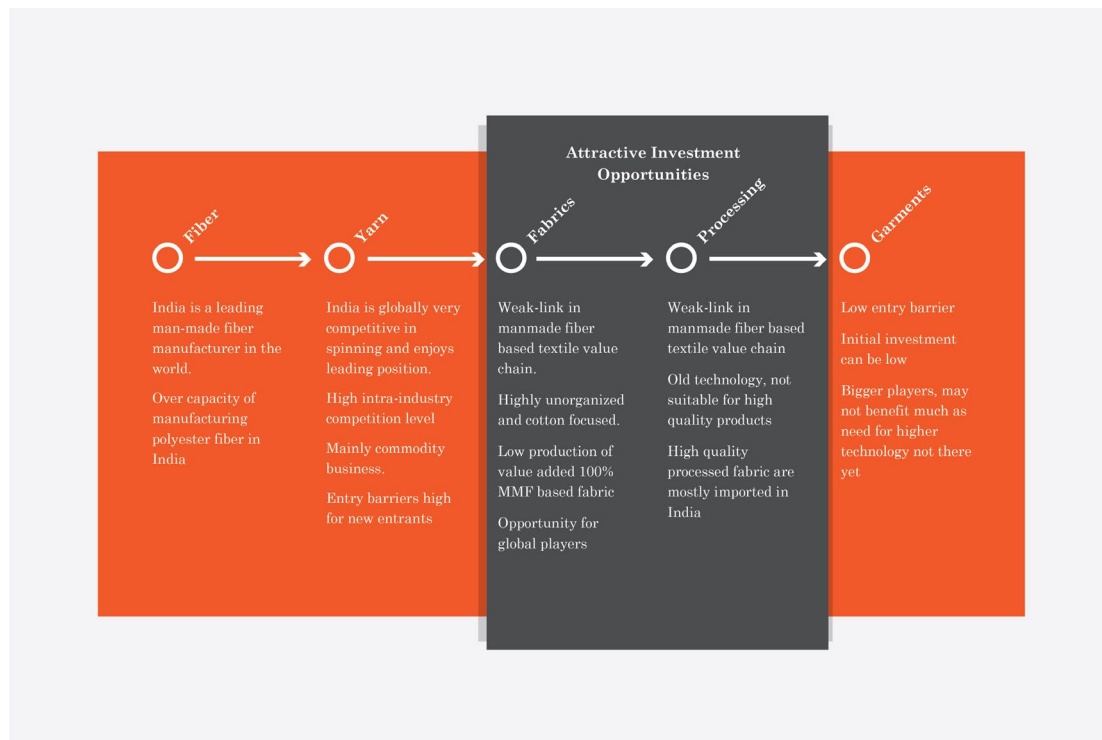 Attractive Investment
Opportunities
Fiber
India is a leading
man-made fiber
manufacturer in the
world.
Over capacity of
manufacturing
polyester fiber in
India
Yarn
India is globally very
competitive in
spinning and enjoys
leading position.
High intra-industry
competition level
Mainly commodity
business.
Entry barriers high
for new entrants
Fabrics
Weak-link in
manmade fiber
based textile value
chain.
Highly unorganized
and cotton focused.
Low production of
value added 100%
MMF based fabric
Opportunity for
global players
Processing
Weak-link in
manmade fiber based
textile value chain
Old technology, not
suitable for high
quality products
High quality
processed fabric are
mostly imported in
India
Garments
Low entry barrier
Initial investment
can be low
Bigger players, may
not benefit much as
need for higher
technology not there
yet